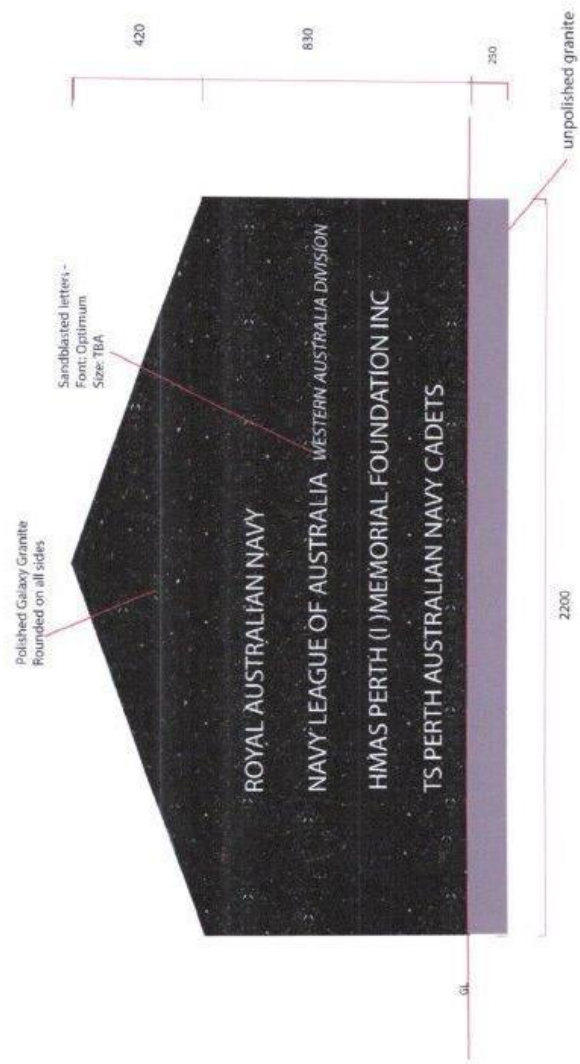 Polished Galaxy Granite
Rounded on all sides
Sandblasted letters -
Font: Optimum
Size: TBA
420
ROYAL AUSTRALIAN NAVY
NAVY LEAGUE OF AUSTRALIA WESTERN AUSTRALIA DIVISION
830
HMAS PERTH (I )MEMORIAL FOUNDATION INC
TS PERTH AUSTRALIAN NAVY CADETS
GL
250
unpolished granite
2200